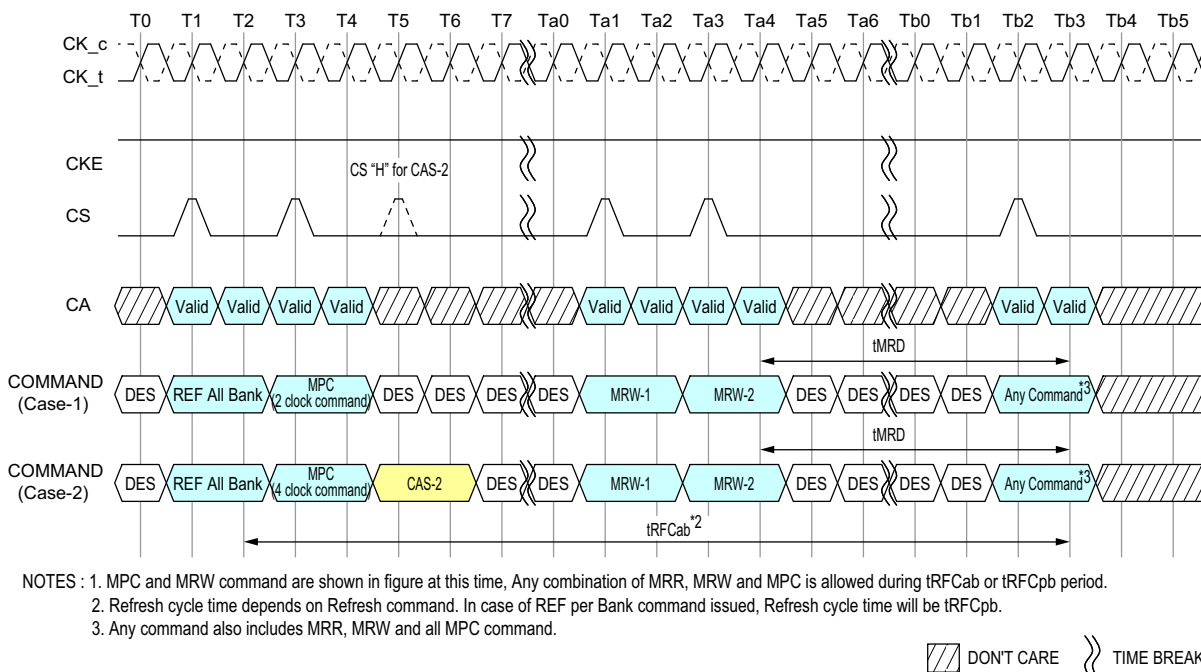 T0 T1 T2 T3 T4 T5 T6 T7 Ta0 Ta1 Ta2 Ta3 Ta4 Ta5 Ta6 Tb0 Tb1 Tb2 Tb3 Tb4 Tb5
CK_c
CK_t
CKE
CS “H” for CAS-2
CS
CA Valid Valid Valid Valid Valid Valid Valid Valid Valid Valid
tMRD
COMMAND
(Case-1)
DES REF All Bank MPC
(2 clock command) DES DES DES DES MRW-1 MRW-2 DES DES DES DES Any Command*3
tMRD
COMMAND
(Case-2)
DES REF All Bank MPC
(4 clock command) CAS-2 DES DES MRW-1 MRW-2 DES DES DES DES Any Command*3
tRFCab*2
NOTES : 1. MPC and MRW command are shown in figure at this time, Any combination of MRR, MRW and MPC is allowed during tRFCab or tRFCpb period.
2. Refresh cycle time depends on Refresh command. In case of REF per Bank command issued, Refresh cycle time will be tRFCpb.
3. Any command also includes MRR, MRW and all MPC command.
DON'T CARE TIME BREAK